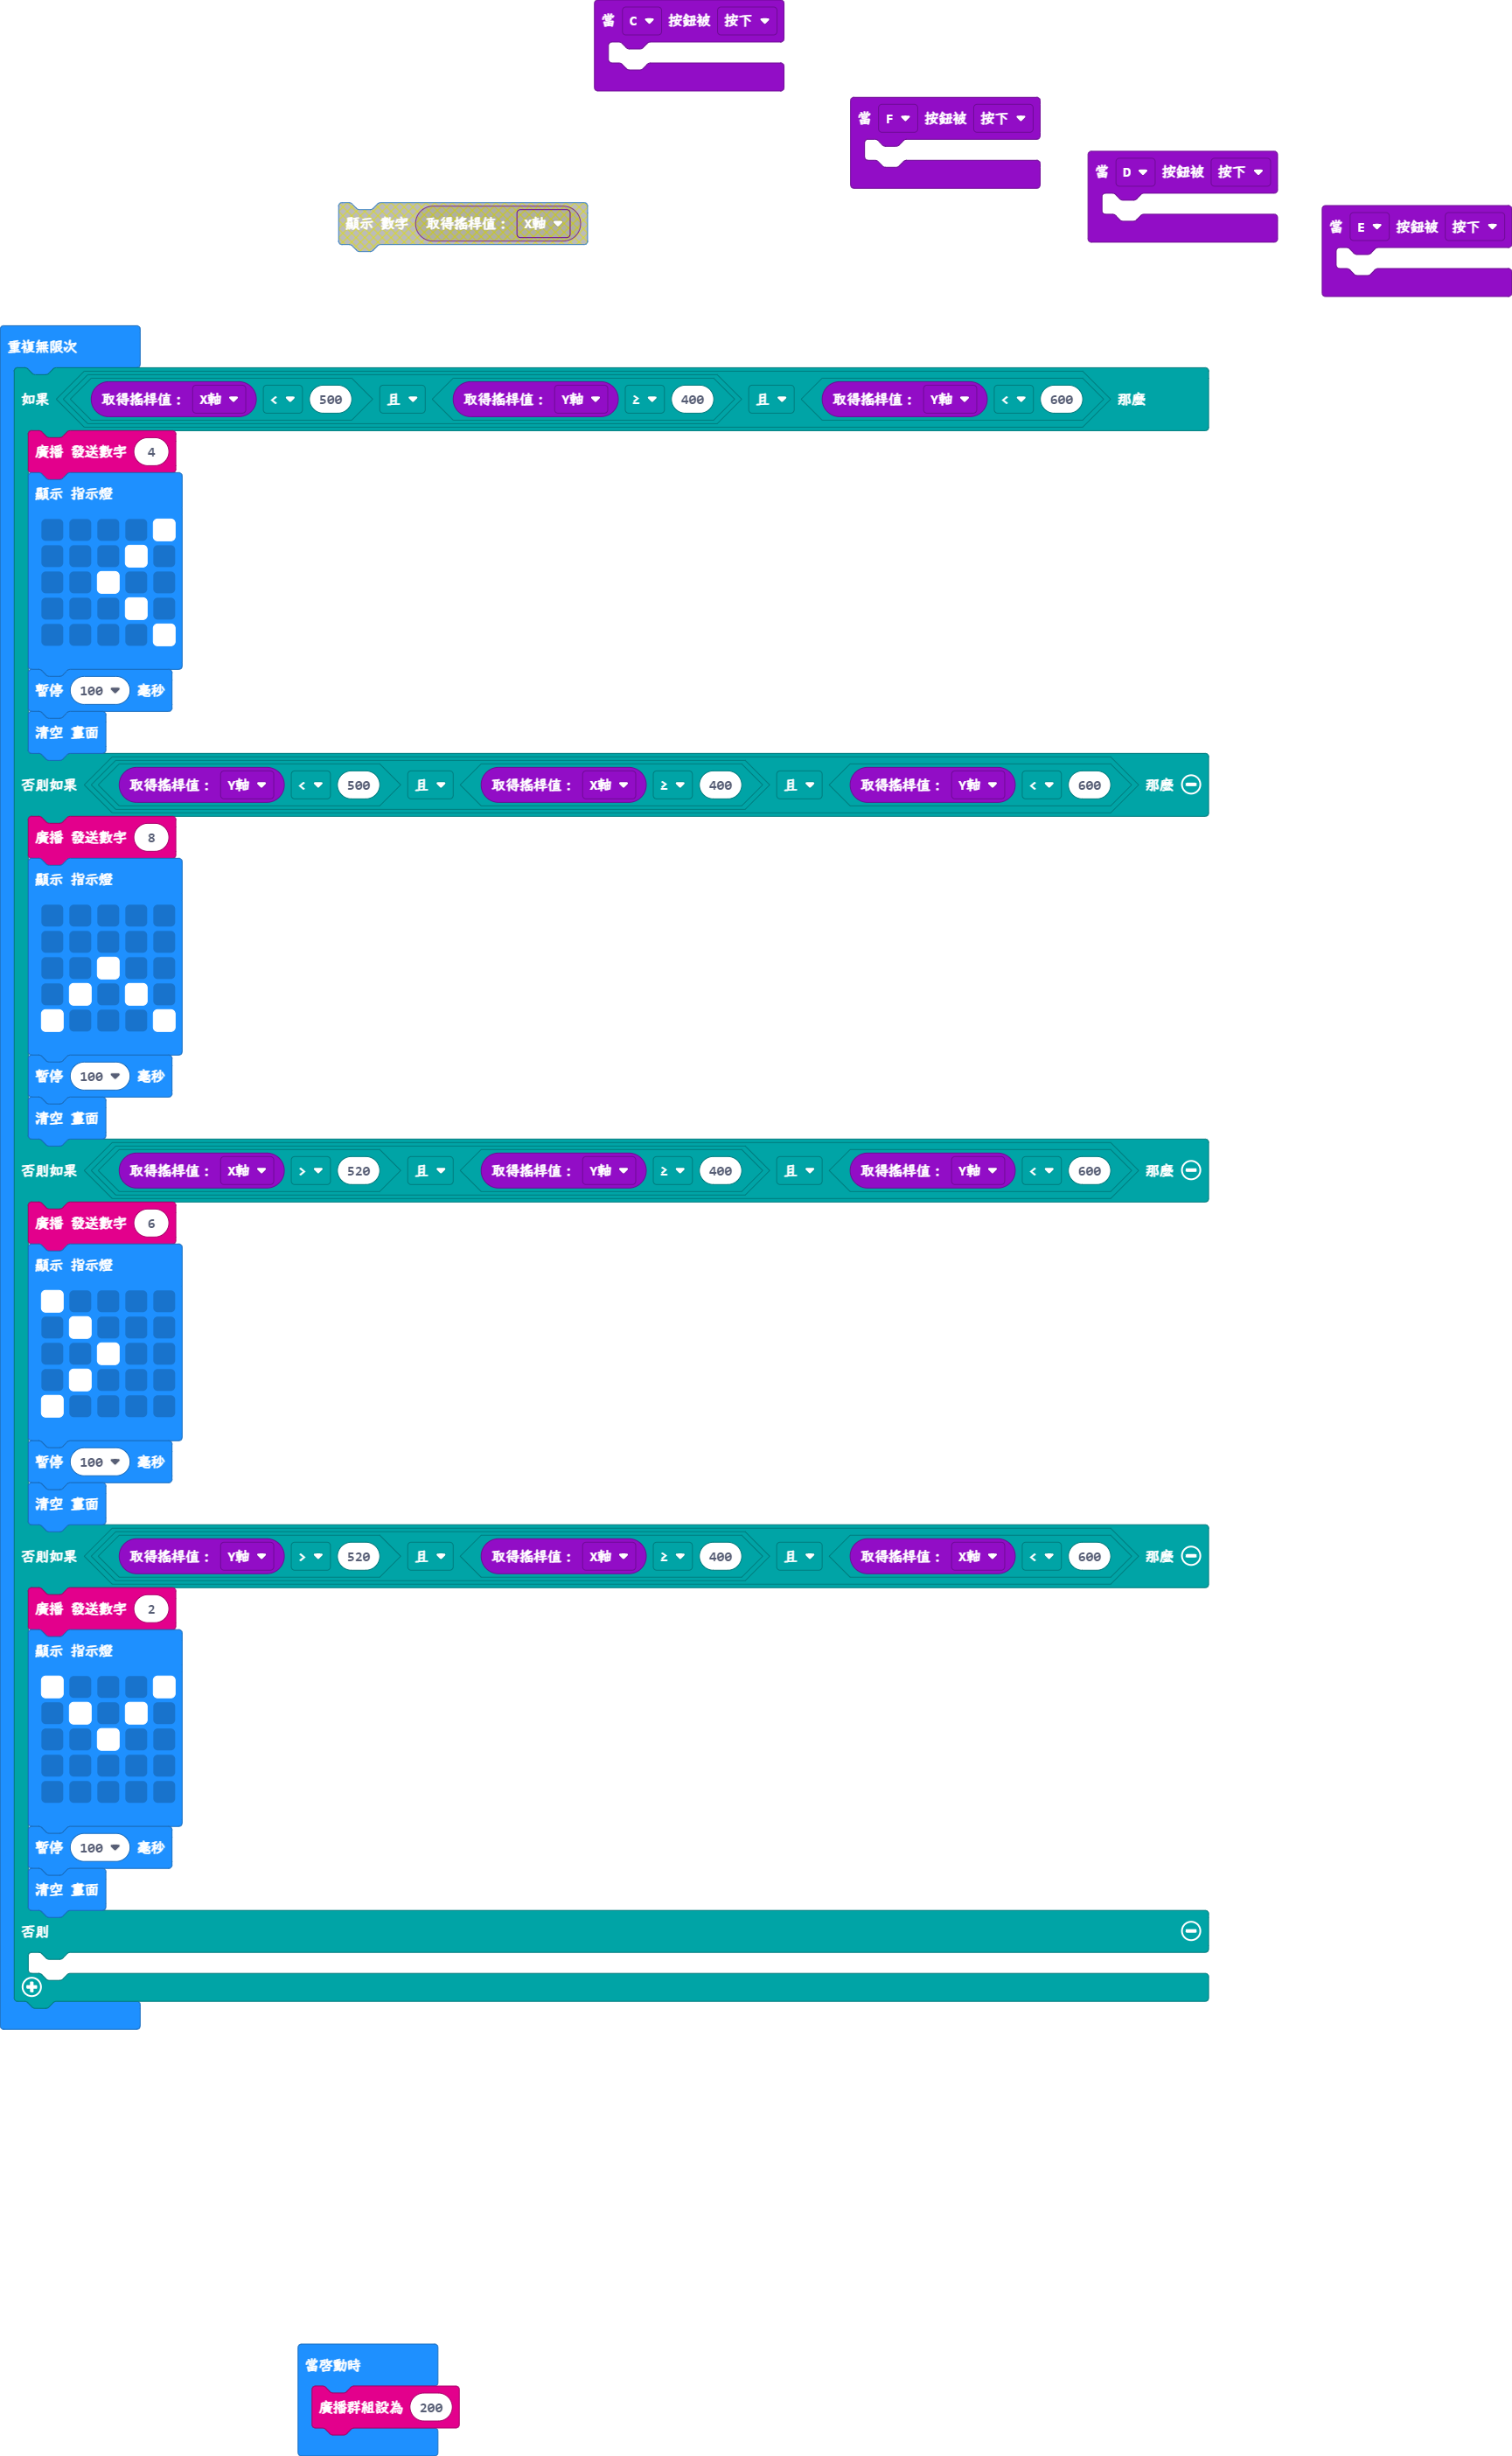 當 C 按鈕被 按下
當 F 按鈕被 按下
當 D 按鈕被 按下
顯示 數字 取得搖桿值： X軸
當 E 按鈕被 按下
重複無限次
如果 取得搖桿值： X軸 < 500 且 取得搖桿值： Y軸 ≥ 400 且 取得搖桿值： Y軸 < 600 那麼
廣播 發送數字 4
顯示 指示燈
暫停 100 毫秒
清空 畫面
否則如果 取得搖桿值： Y軸 < 500 且 取得搖桿值： X軸 ≥ 400 且 取得搖桿值： Y軸 < 600 那麼
廣播 發送數字 8
顯示 指示燈
暫停 100 毫秒
清空 畫面
否則如果 取得搖桿值： X軸 > 520 且 取得搖桿值： Y軸 ≥ 400 且 取得搖桿值： Y軸 < 600 那麼
廣播 發送數字 6
顯示 指示燈
暫停 100 毫秒
清空 畫面
否則如果 取得搖桿值： Y軸 > 520 且 取得搖桿值： X軸 ≥ 400 且 取得搖桿值： X軸 < 600 那麼
廣播 發送數字 2
顯示 指示燈
暫停 100 毫秒
清空 畫面
否則
當啟動時
廣播群組設為 200